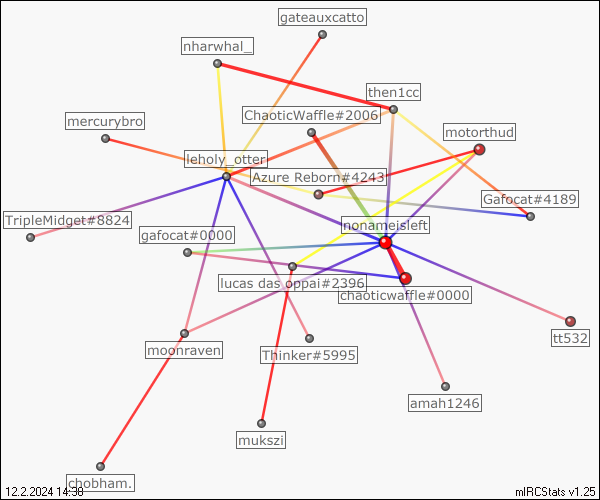 gateauxcatto
nharwhal_
then1cc
ChaoticWaffle#2006
mercurybro
motorthud
leholy_otter
Azure Reborn#4243
Gafocat#4189
TripleMidget#8824
nonameisleft
gafocat#0000
lucas das oppai#2396
chaoticwaffle#0000
tt532
moonraven
Thinker#5995
amah1246
mukszi
chobham.
12.2.2024 14:38
mIRCStats v1.25